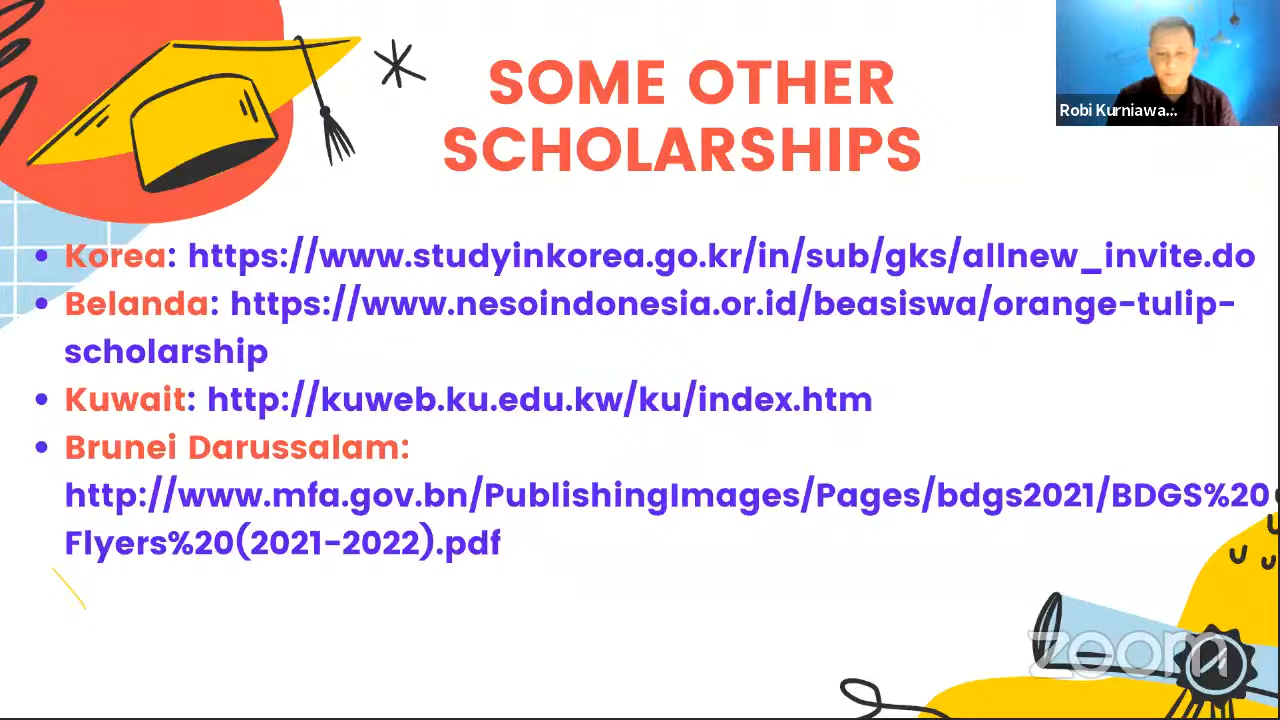 SOME OTHER
SCHOLARSHIPS
Robi Kurniawa...
• Korea: https://www.studyinkorea.go.kr/in/sub/gks/allnew_invite.do
• Belanda: https://www.nesoindonesia.or.id/beasiswa/orange-tulip-
scholarship
• Kuwait: http://kuweb.ku.edu.kw/ku/index.htm
• Brunei Darussalam:
http://www.mfa.gov.bn/PublishingImages/Pages/bdgs2021/BDGS%20
Flyers%20(2021-2022).pdf
zoom